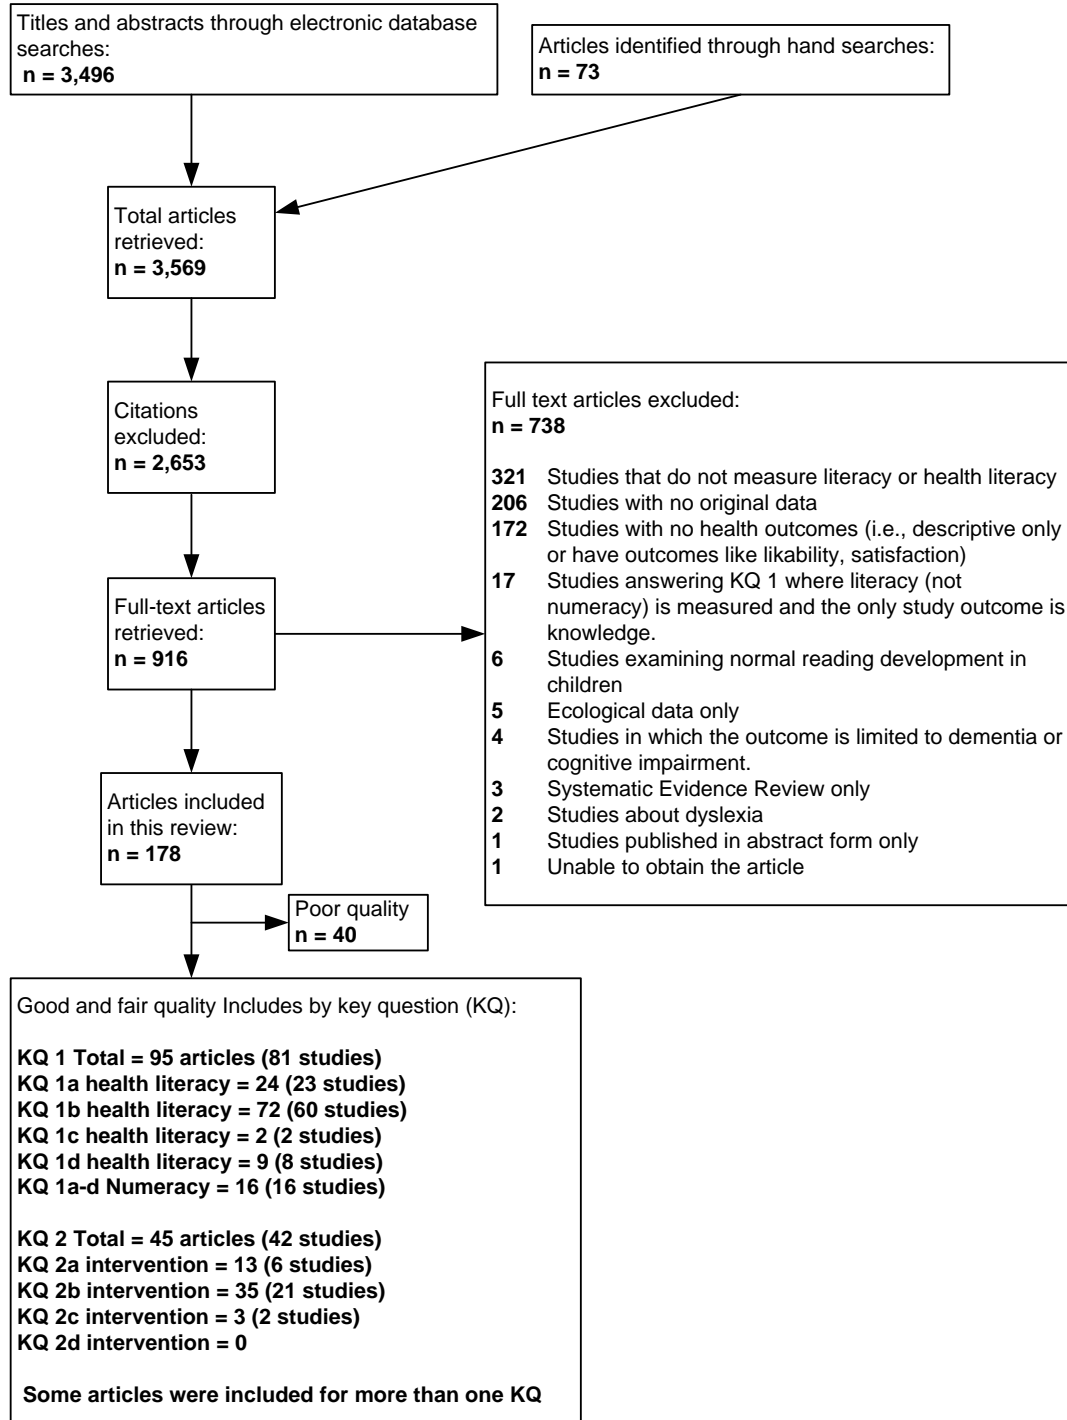 Titles and abstracts through electronic database
searches:
n = 3,496
Articles identified through hand searches:
n = 73
Total articles
retrieved:
n = 3,569
Citations
excluded:
n = 2,653
Full-text articles
retrieved:
n = 916
Full text articles excluded:
n = 738
321 Studies that do not measure literacy or health literacy
206 Studies with no original data
172 Studies with no health outcomes (i.e., descriptive only
or have outcomes like likability, satisfaction)
17 Studies answering KQ 1 where literacy (not
numeracy) is measured and the only study outcome is
knowledge.
6 Studies examining normal reading development in
children
5 Ecological data only
4 Studies in which the outcome is limited to dementia or
cognitive impairment.
3 Systematic Evidence Review only
2 Studies about dyslexia
1 Studies published in abstract form only
1 Unable to obtain the article
Articles included
in this review:
n = 178
Poor quality
n = 40
Good and fair quality Includes by key question (KQ):
KQ 1 Total = 95 articles (81 studies)
KQ 1a health literacy = 24 (23 studies)
KQ 1b health literacy = 72 (60 studies)
KQ 1c health literacy = 2 (2 studies)
KQ 1d health literacy = 9 (8 studies)
KQ 1a-d Numeracy = 16 (16 studies)
KQ 2 Total = 45 articles (42 studies)
KQ 2a intervention = 13 (6 studies)
KQ 2b intervention = 35 (21 studies)
KQ 2c intervention = 3 (2 studies)
KQ 2d intervention = 0
Some articles were included for more than one KQ